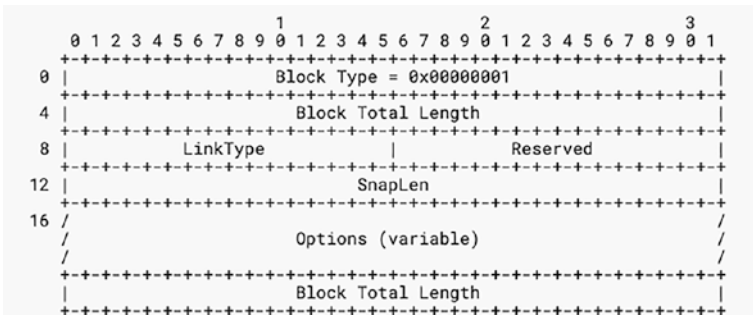 1                   2                   3
 0 1 2 3 4 5 6 7 8 9 0 1 2 3 4 5 6 7 8 9 0 1 2 3 4 5 6 7 8 9 0 1
+-+-+-+-+-+-+-+-+-+-+-+-+-+-+-+-+-+-+-+-+-+-+-+-+-+-+-+-+-+-+-+-+
0 | Block Type = 0x00000001 |
+-+-+-+-+-+-+-+-+-+-+-+-+-+-+-+-+-+-+-+-+-+-+-+-+-+-+-+-+-+-+-+-+
4 | Block Total Length |
+-+-+-+-+-+-+-+-+-+-+-+-+-+-+-+-+-+-+-+-+-+-+-+-+-+-+-+-+-+-+-+-+
8 | LinkType | Reserved |
+-+-+-+-+-+-+-+-+-+-+-+-+-+-+-+-+-+-+-+-+-+-+-+-+-+-+-+-+-+-+-+-+
12 | SnapLen |
+-+-+-+-+-+-+-+-+-+-+-+-+-+-+-+-+-+-+-+-+-+-+-+-+-+-+-+-+-+-+-+-+
16 / /
/ Options (variable) /
/ /
+-+-+-+-+-+-+-+-+-+-+-+-+-+-+-+-+-+-+-+-+-+-+-+-+-+-+-+-+-+-+-+-+
| Block Total Length |
+-+-+-+-+-+-+-+-+-+-+-+-+-+-+-+-+-+-+-+-+-+-+-+-+-+-+-+-+-+-+-+-+